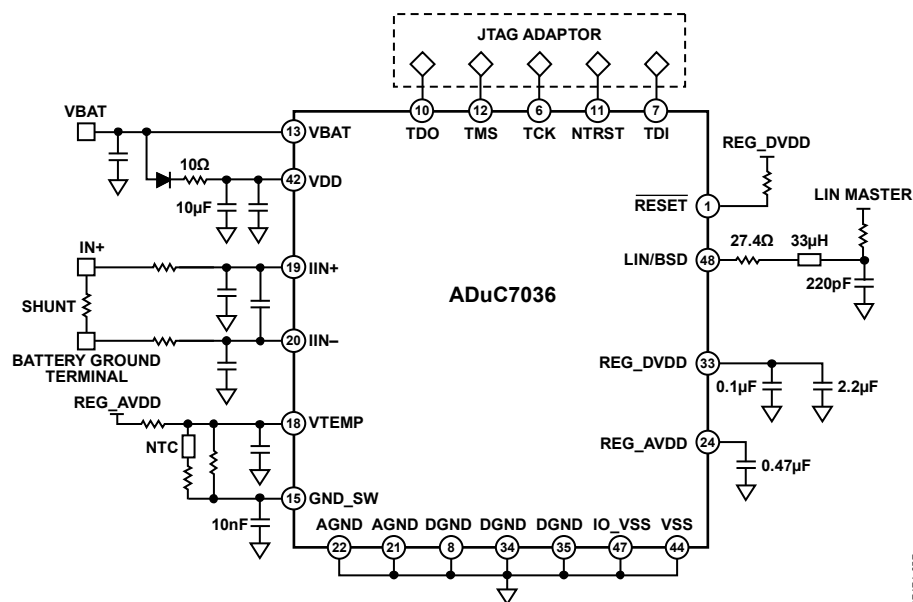 JTAG ADAPTOR
10 12 6 11 7
TDO TMS TCK NTRST TDI
VBAT
13 VBAT
10Ω
42 VDD
10µF
IN+
19 IIN+
SHUNT
20 IIN–
BATTERY GROUND
TERMINAL
REG_AVDD
18 VTEMP
NTC
15 GND_SW
10nF
ADuC7036
REG_DVDD
RESET 1
LIN MASTER
27.4Ω 33µH
LIN/BSD 48
220pF
REG_DVDD 33
0.1µF 2.2µF
REG_AVDD 24
0.47µF
AGND AGND DGND DGND DGND IO_VSS VSS
22 21 8 34 35 47 44